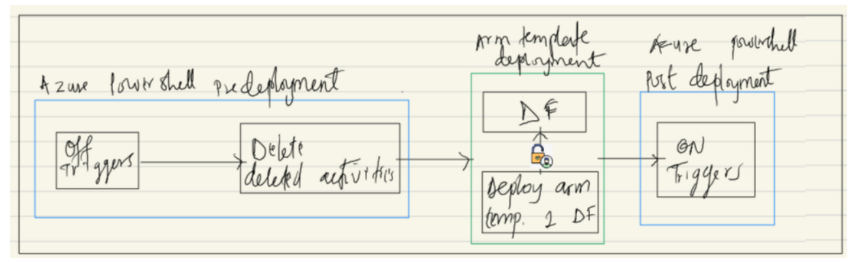 Azure Powershell predeployment
Off
Triggers
Delete
deleted activities
Arm template
deployment
DF
Deploy arm
temp. 2 DF
Azure powershell
Post deployment
ON
Triggers